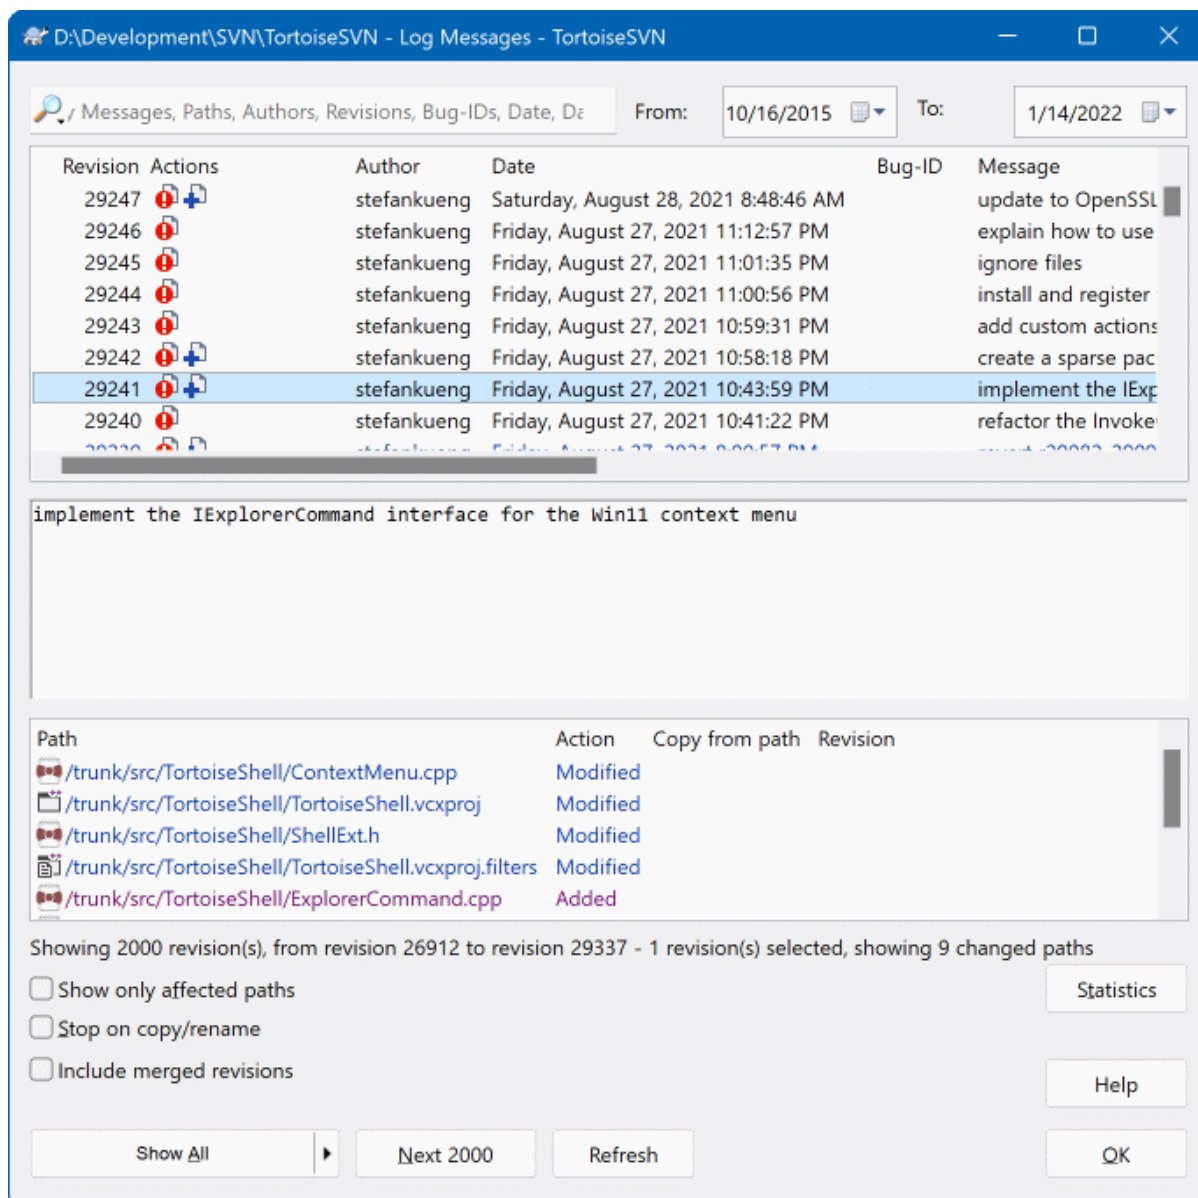 D:\Development\SVN\TortoiseSVN - Log Messages - TortoiseSVN
Messages, Paths, Authors, Revisions, Bug-IDs, Date, Da From: 10/16/2015 To: 1/14/2022
Revision Actions Author Date Bug-ID Message
29247 stefankueng Saturday, August 28, 2021 8:48:46 AM update to OpenSSL
29246 stefankueng Friday, August 27, 2021 11:12:57 PM explain how to use
29245 stefankueng Friday, August 27, 2021 11:01:35 PM ignore files
29244 stefankueng Friday, August 27, 2021 11:00:56 PM install and register
29243 stefankueng Friday, August 27, 2021 10:59:31 PM add custom actions
29242 stefankueng Friday, August 27, 2021 10:58:18 PM create a sparse pac
29241 stefankueng Friday, August 27, 2021 10:43:59 PM implement the IExp
29240 stefankueng Friday, August 27, 2021 10:41:22 PM refactor the Invoke
implement the IExplorerCommand interface for the Win11 context menu
Path Action Copy from path Revision
/trunk/src/TortoiseShell/ContextMenu.cpp Modified
/trunk/src/TortoiseShell/TortoiseShell.vcxproj Modified
/trunk/src/TortoiseShell/ShellExt.h Modified
/trunk/src/TortoiseShell/TortoiseShell.vcxproj.filters Modified
/trunk/src/TortoiseShell/ExplorerCommand.cpp Added
Showing 2000 revision(s), from revision 26912 to revision 29337 - 1 revision(s) selected, showing 9 changed paths
Show only affected paths Statistics
Stop on copy/rename
Include merged revisions
Help
Show All Next 2000 Refresh OK